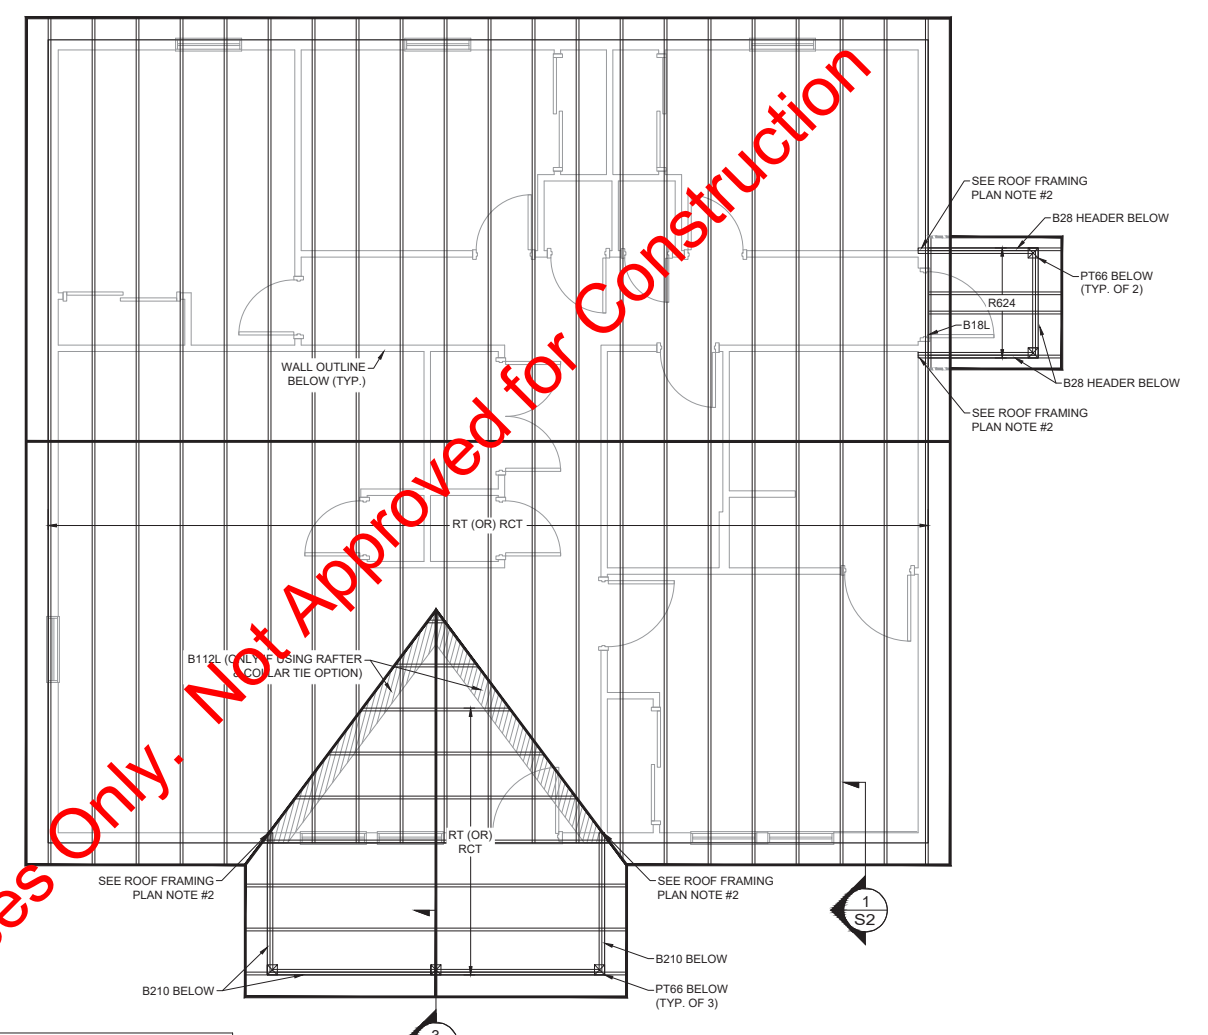 SEE ROOF FRAMING
PLAN NOTE #2
B28 HEADER BELOW
PT66 BELOW
(TYP. OF 2)
R624
B18L
WALL OUTLINE
BELOW (TYP.)
B28 HEADER BELOW
SEE ROOF FRAMING
PLAN NOTE #2
RT (OR) RCT
B112L (ONLY IF USING RAFTER
& COLLAR TIE OPTION)
RT (OR)
RCT
SEE ROOF FRAMING
PLAN NOTE #2
SEE ROOF FRAMING
PLAN NOTE #2
1
S2
B210 BELOW
B210 BELOW
PT66 BELOW
(TYP. OF 3)
Only. Not Approved for Construction